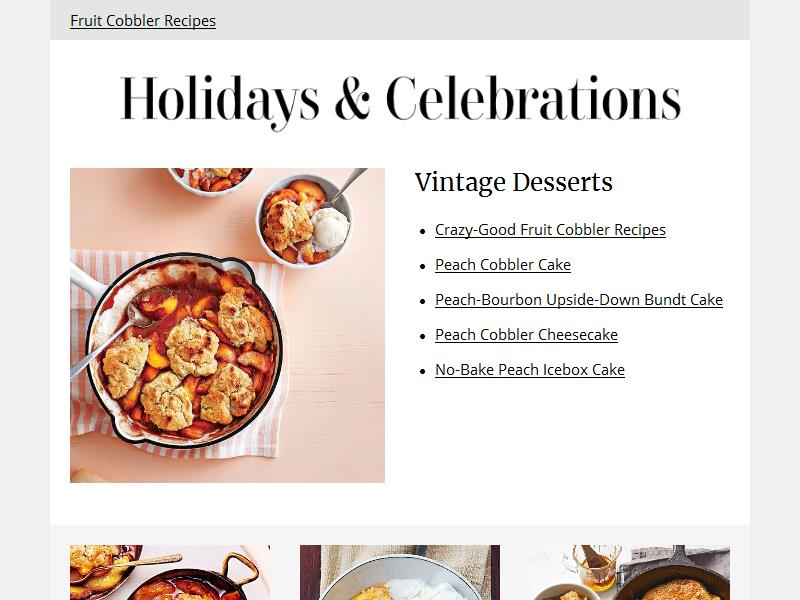 Fruit Cobbler Recipes
Holidays & Celebrations
Vintage Desserts
Crazy-Good Fruit Cobbler Recipes
Peach Cobbler Cake
Peach-Bourbon Upside-Down Bundt Cake
Peach Cobbler Cheesecake
No-Bake Peach Icebox Cake